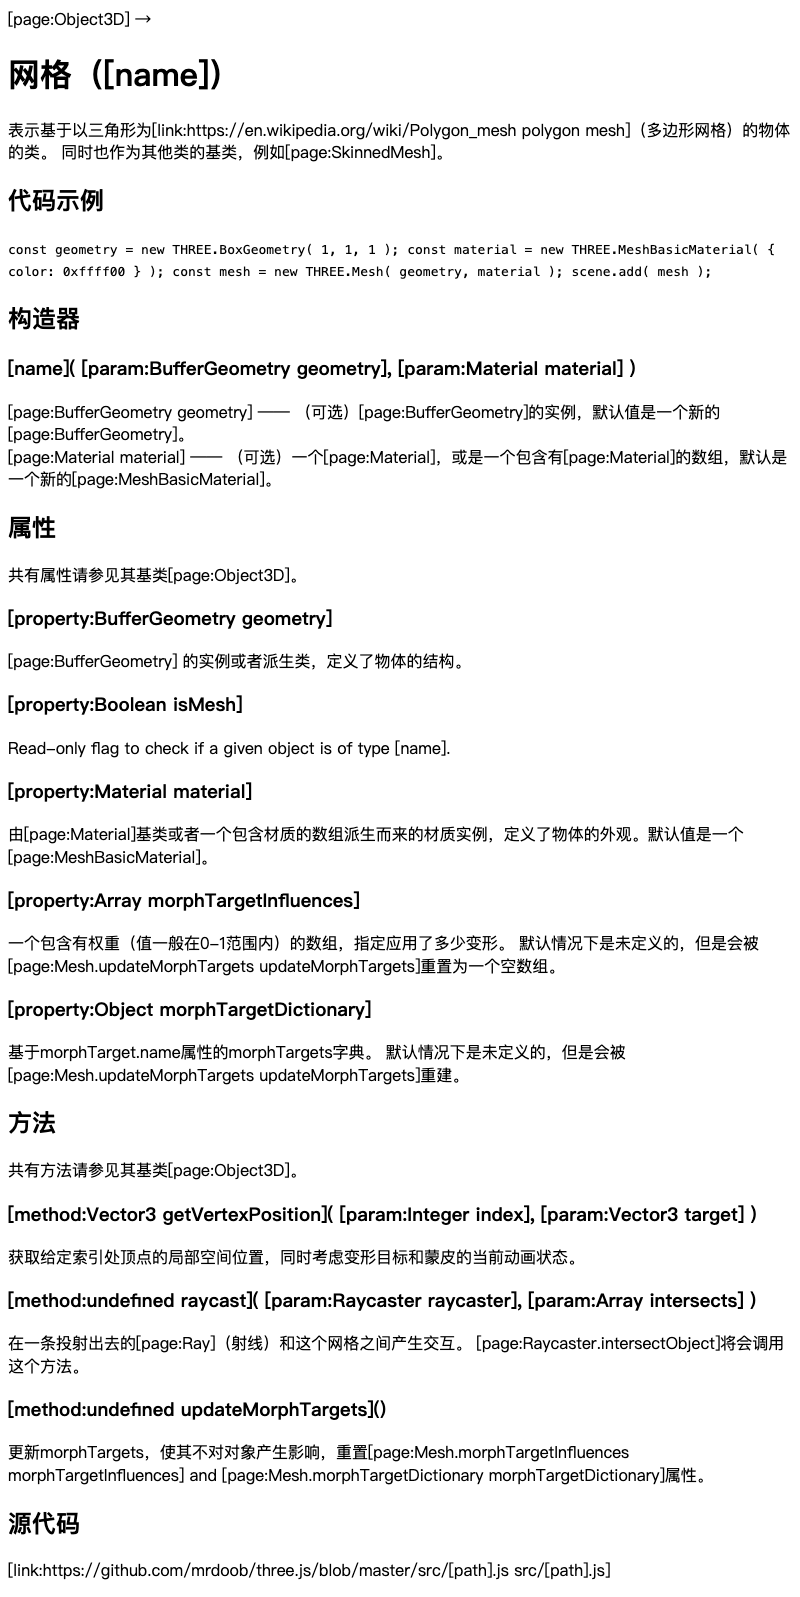 [page:Object3D] →
网格（[name]）
表示基于以三角形为[link:https://en.wikipedia.org/wiki/Polygon_mesh polygon mesh]（多边形网格）的物体
的类。 同时也作为其他类的基类，例如[page:SkinnedMesh]。
代码示例
const geometry = new THREE.BoxGeometry( 1, 1, 1 ); const material = new THREE.MeshBasicMaterial( {
color: 0xffff00 } ); const mesh = new THREE.Mesh( geometry, material ); scene.add( mesh );
构造器
[name]( [param:BufferGeometry geometry], [param:Material material] )
[page:BufferGeometry geometry] —— （可选）[page:BufferGeometry]的实例，默认值是一个新的
[page:BufferGeometry]。
[page:Material material] —— （可选）一个[page:Material]，或是一个包含有[page:Material]的数组，默认是
一个新的[page:MeshBasicMaterial]。
属性
共有属性请参见其基类[page:Object3D]。
[property:BufferGeometry geometry]
[page:BufferGeometry] 的实例或者派生类，定义了物体的结构。
[property:Boolean isMesh]
Read-only flag to check if a given object is of type [name].
[property:Material material]
由[page:Material]基类或者一个包含材质的数组派生而来的材质实例，定义了物体的外观。默认值是一个
[page:MeshBasicMaterial]。
[property:Array morphTargetInfluences]
一个包含有权重（值一般在0-1范围内）的数组，指定应用了多少变形。 默认情况下是未定义的，但是会被
[page:Mesh.updateMorphTargets updateMorphTargets]重置为一个空数组。
[property:Object morphTargetDictionary]
基于morphTarget.name属性的morphTargets字典。 默认情况下是未定义的，但是会被
[page:Mesh.updateMorphTargets updateMorphTargets]重建。
方法
共有方法请参见其基类[page:Object3D]。
[method:Vector3 getVertexPosition]( [param:Integer index], [param:Vector3 target] )
获取给定索引处顶点的局部空间位置，同时考虑变形目标和蒙皮的当前动画状态。
[method:undefined raycast]( [param:Raycaster raycaster], [param:Array intersects] )
在一条投射出去的[page:Ray]（射线）和这个网格之间产生交互。 [page:Raycaster.intersectObject]将会调用
这个方法。
[method:undefined updateMorphTargets]()
更新morphTargets，使其不对对象产生影响，重置[page:Mesh.morphTargetInfluences
morphTargetInfluences] and [page:Mesh.morphTargetDictionary morphTargetDictionary]属性。
源代码
[link:https://github.com/mrdoob/three.js/blob/master/src/[path].js src/[path].js]